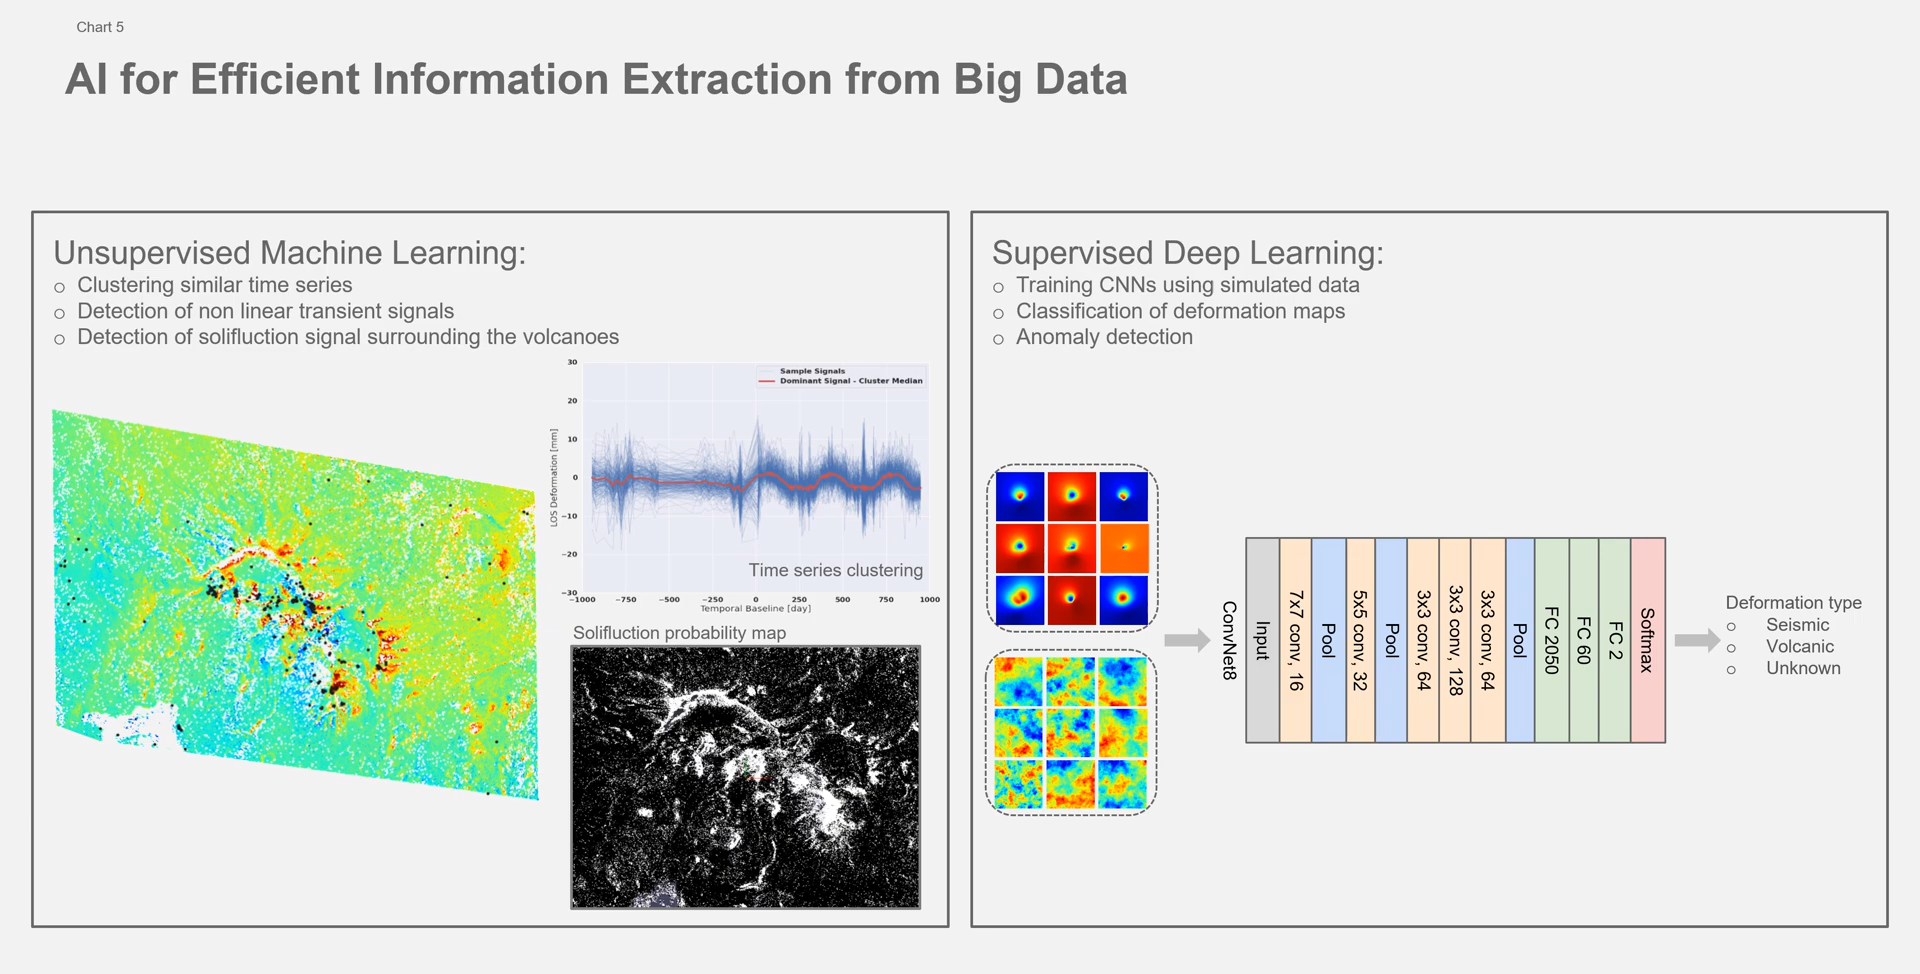 Chart 5
AI for Efficient Information Extraction from Big Data
Unsupervised Machine Learning:
o Clustering similar time series
o Detection of non linear transient signals
o Detection of solifluction signal surrounding the volcanoes
30
20
10
0
−10
−20
−30
LOS Deformation [mm]
Sample Signals
Dominant Signal - Cluster Median
Time series clustering
−1000 −750 −500 −250 0 250 500 750 1000
Temporal Baseline [day]
Solifluction probability map
Supervised Deep Learning:
o Training CNNs using simulated data
o Classification of deformation maps
o Anomaly detection
ConvNet8
Input
7x7 conv, 16
Pool
5x5 conv, 32
Pool
3x3 conv, 64
3x3 conv, 128
3x3 conv, 64
Pool
FC 2050
FC 60
FC 2
Softmax
Deformation type
o Seismic
o Volcanic
o Unknown